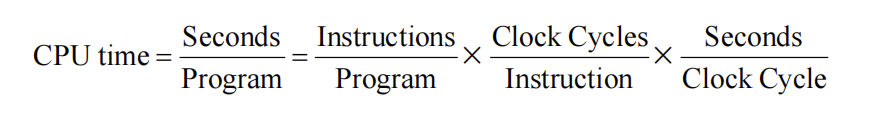 CPU time = Seconds / Program = Instructions / Program × Clock Cycles / Instruction × Seconds / Clock Cycle